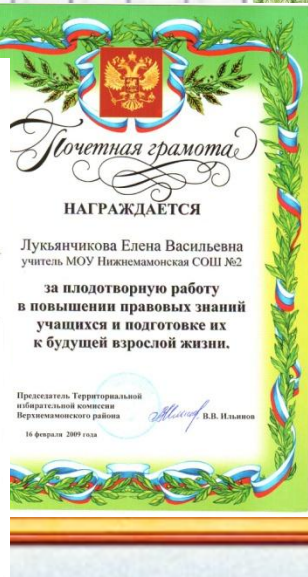 Почетная грамота
НАГРАЖДАЕТСЯ
Лукьянчикова Елена Васильевна
учитель МОУ Нижнемамонская СОШ №2
за плодотворную работу
в повышении правовых знаний
учащихся и подготовке их
к будущей взрослой жизни.
Председатель Территориальной
избирательной комиссии
Верхнемамонского района
В.В. Ильинов
16 февраля 2009 года